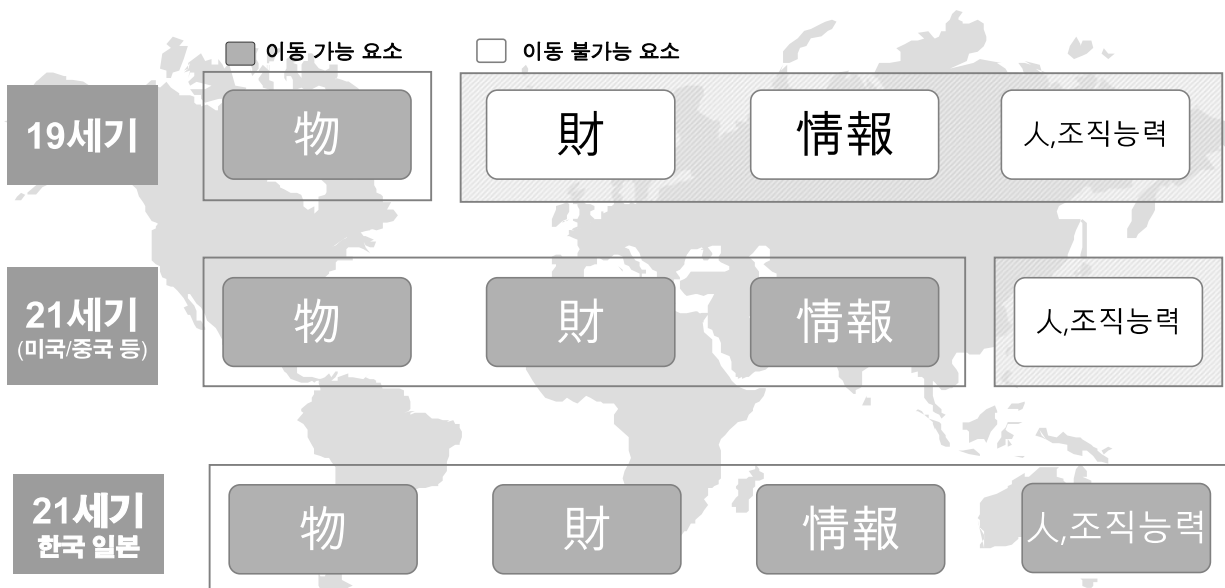 이동 가능 요소
이동 불가능 요소
19세기
物
財
情報
人,조직능력
21세기
(미국/중국 등)
物
財
情報
人,조직능력
21세기
한국 일본
物
財
情報
人,조직능력